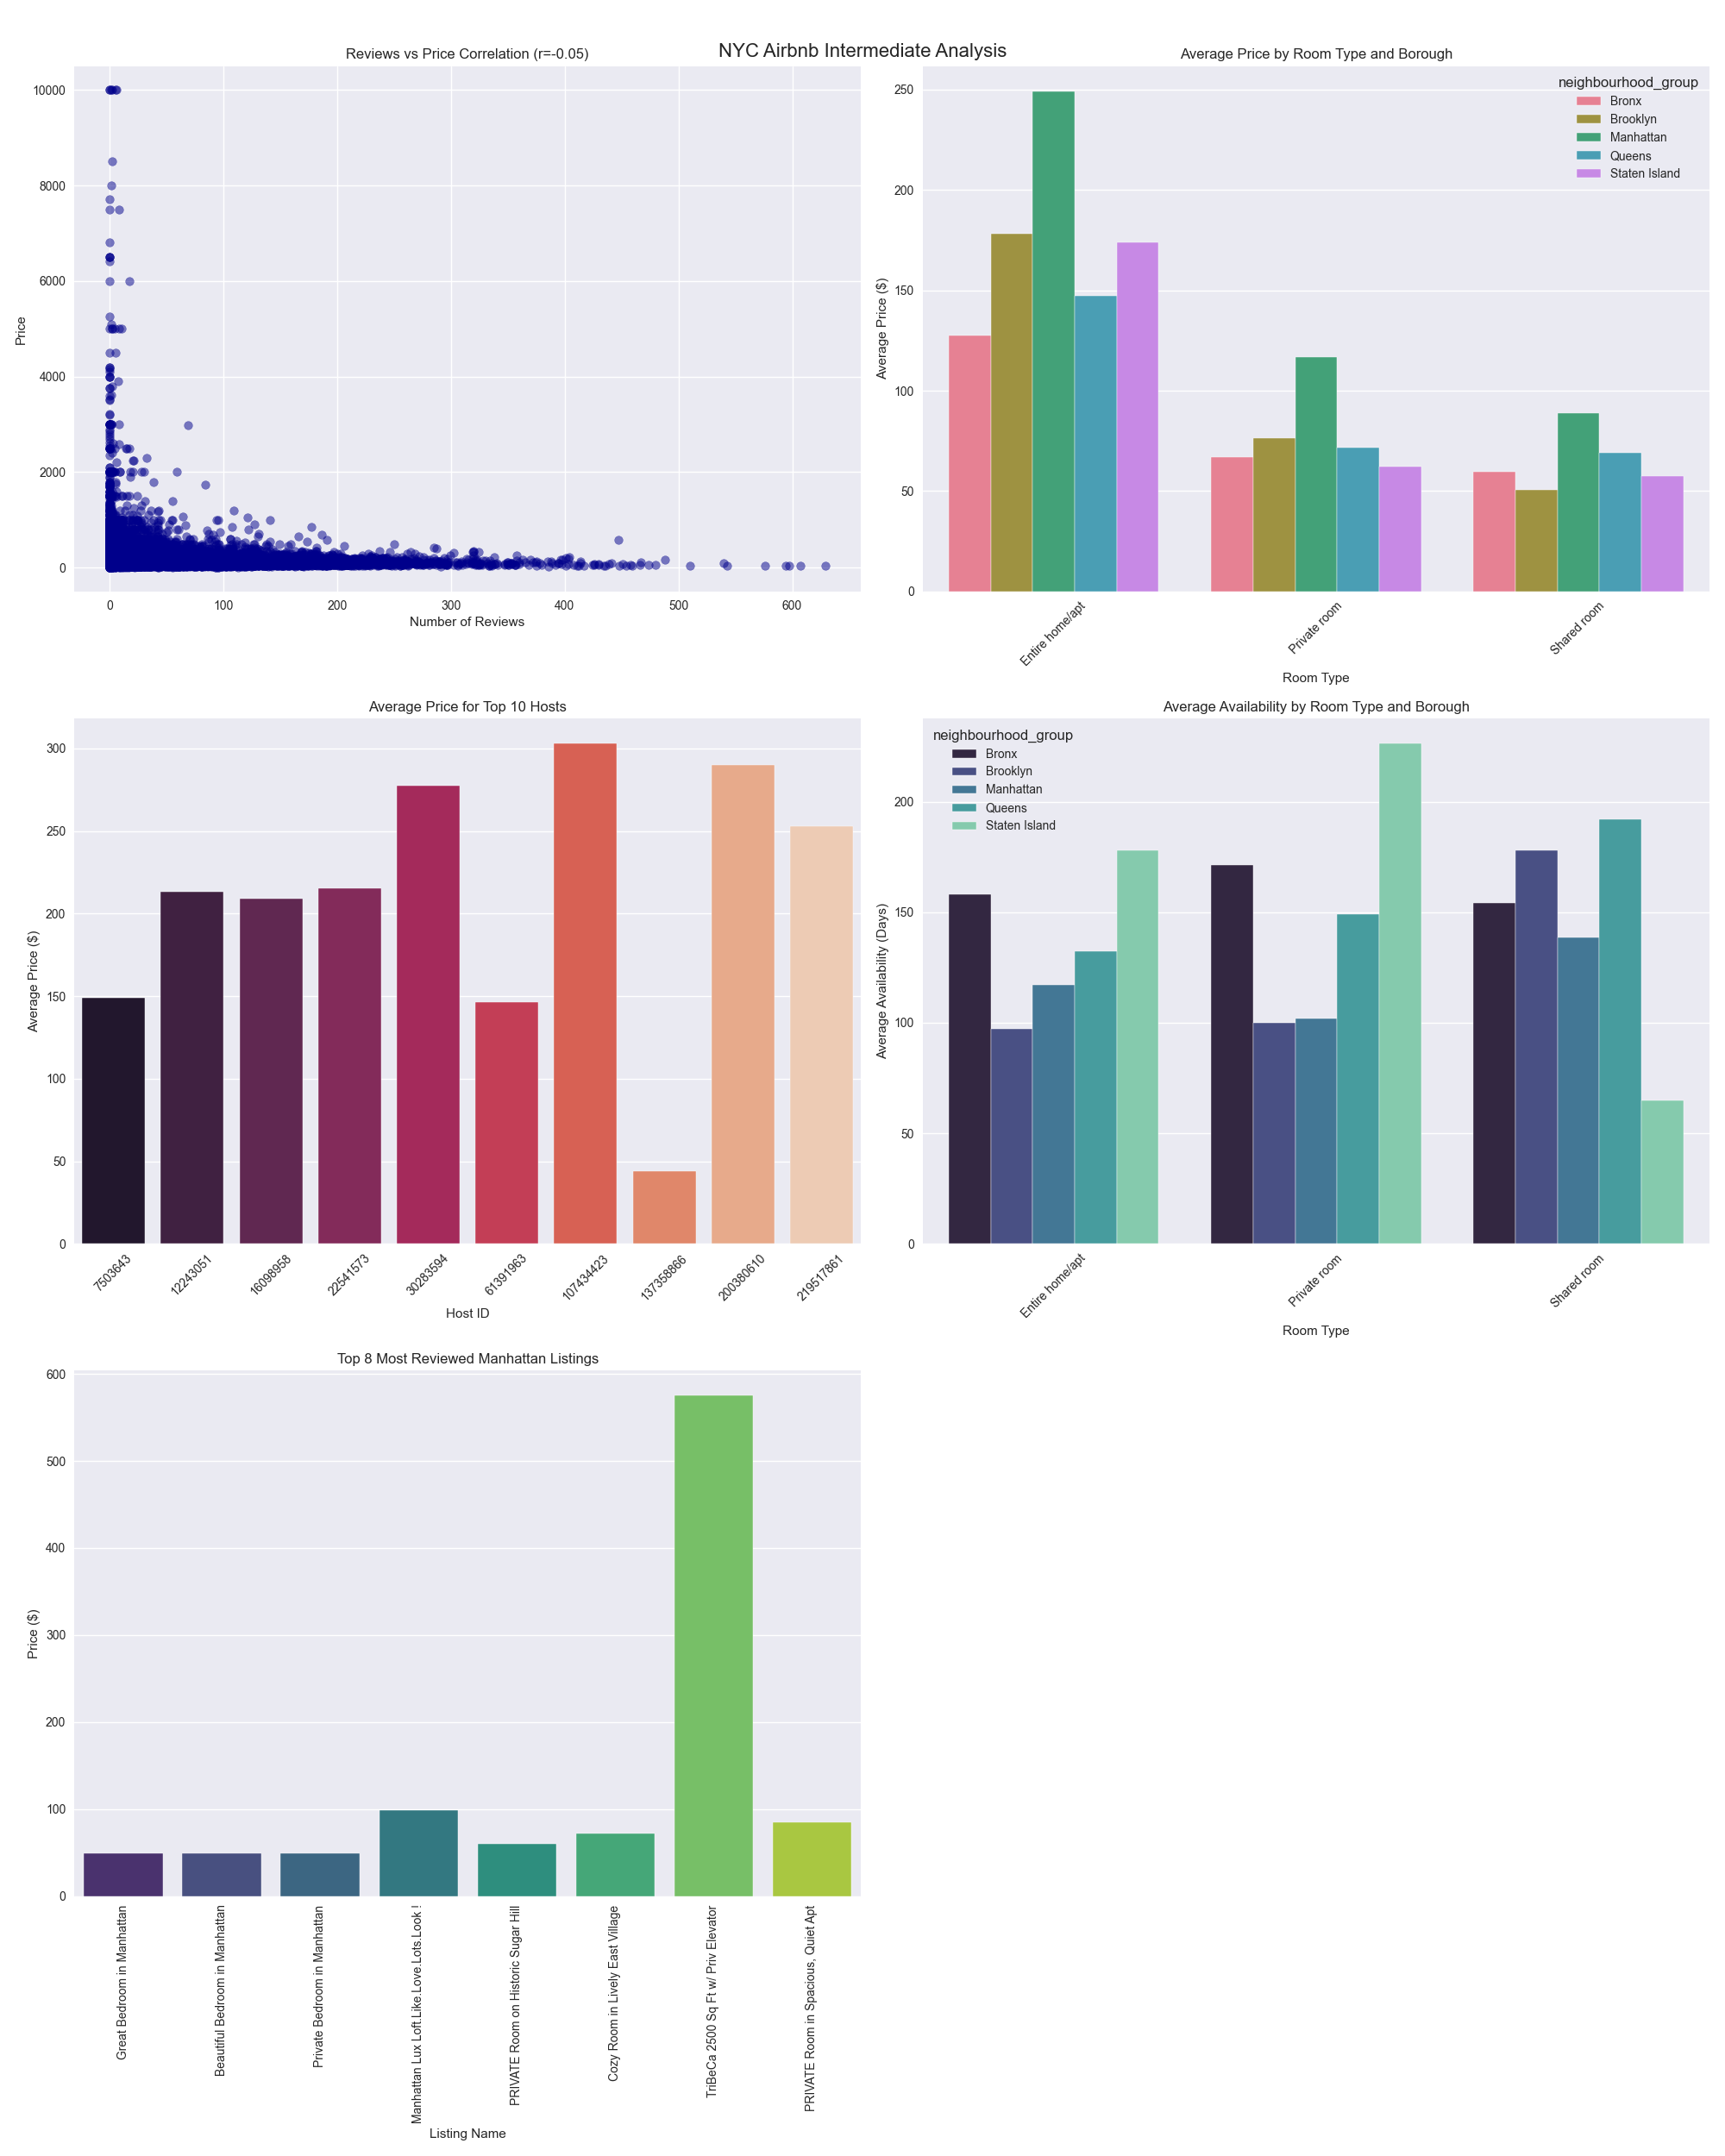 NYC Airbnb Intermediate Analysis
Reviews vs Price Correlation (r=-0.05)
10000
8000
6000
4000
2000
0
Price
0 100 200 300 400 500 600
Number of Reviews
Average Price by Room Type and Borough
neighbourhood_group
Bronx
Brooklyn
Manhattan
Queens
Staten Island
250
200
150
100
50
0
Average Price ($)
Entire home/apt
Private room
Shared room
Room Type
Average Price for Top 10 Hosts
300
250
200
150
100
50
0
Average Price ($)
7503643
12243051
16098958
22541573
30283594
61391963
107434423
137358866
200380610
219517861
Host ID
Average Availability by Room Type and Borough
neighbourhood_group
Bronx
Brooklyn
Manhattan
Queens
Staten Island
200
150
100
50
0
Average Availability (Days)
Entire home/apt
Private room
Shared room
Room Type
Top 8 Most Reviewed Manhattan Listings
600
500
400
300
200
100
0
Price ($)
Great Bedroom in Manhattan
Beautiful Bedroom in Manhattan
Private Bedroom in Manhattan
Manhattan Lux Loft.Like.Love.Lots.Look !
PRIVATE Room on Historic Sugar Hill
Cozy Room in Lively East Village
TriBeCa 2500 Sq Ft w/ Priv Elevator
PRIVATE Room in Spacious, Quiet Apt
Listing Name